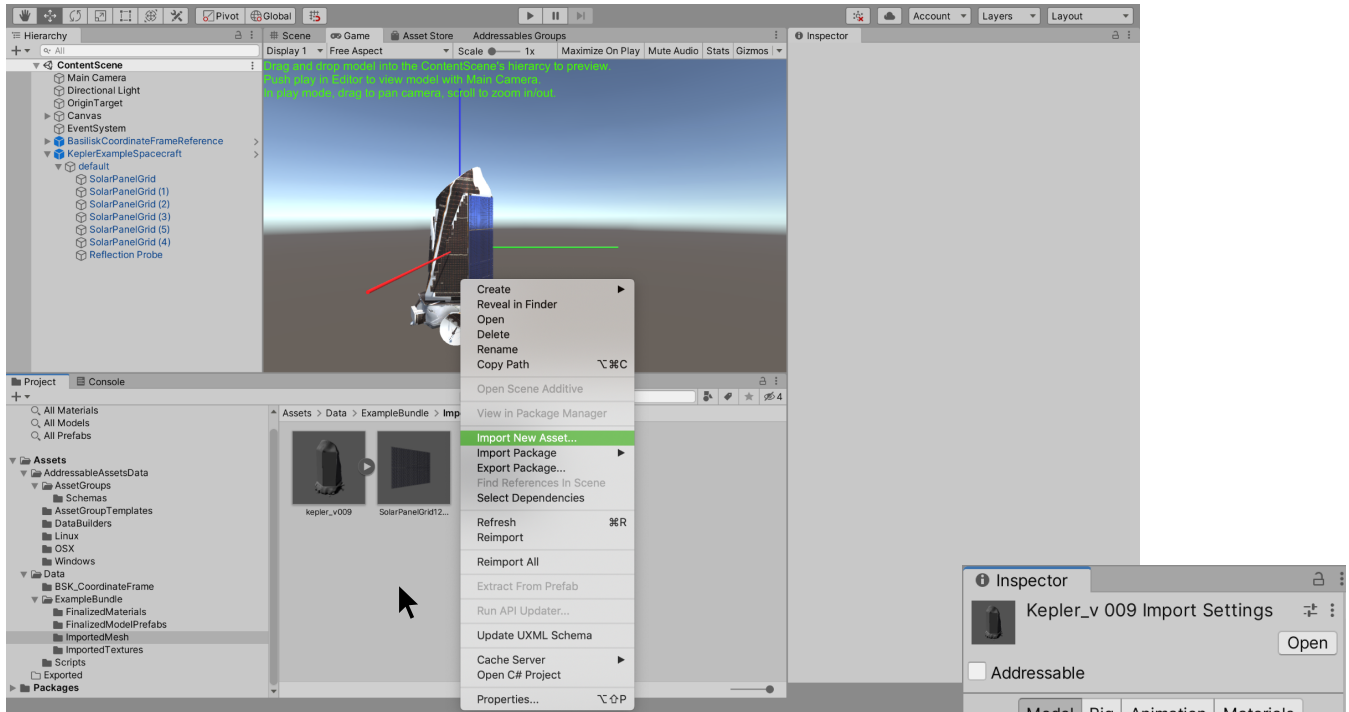 Pivot Global Account Layers Layout
Hierarchy
All
ContentScene
Main Camera
Directional Light
OriginTarget
Canvas
EventSystem
BasiliskCoordinateFrameReference
KeplerExampleSpacecraft
default
SolarPanelGrid
SolarPanelGrid (1)
SolarPanelGrid (2)
SolarPanelGrid (3)
SolarPanelGrid (5)
SolarPanelGrid (4)
Reflection Probe
Scene Game Asset Store Addressables Groups
Display 1 Free Aspect Scale 1x Maximize On Play Mute Audio Stats Gizmos
Drag and drop model into the ContentScene's hierarcy to preview.
Push play in Editor to view model with Main Camera.
In play mode, drag to pan camera, scroll to zoom in/out.
Inspector
Project Console
4
All Materials
All Models
All Prefabs
Assets
AddressableAssetsData
AssetGroups
Schemas
AssetGroupTemplates
DataBuilders
Linux
OSX
Windows
Data
BSK_CoordinateFrame
ExampleBundle
FinalizedMaterials
FinalizedModelPrefabs
ImportedMesh
ImportedTextures
Scripts
Exported
Packages
Assets > Data > ExampleBundle > Imp
kepler_v009 SolarPanelGrid12...
Create
Reveal in Finder
Open
Delete
Rename
Copy Path ⌥⌘C
Open Scene Additive
View in Package Manager
Import New Asset...
Import Package
Export Package...
Find References In Scene
Select Dependencies
Refresh ⌘R
Reimport
Reimport All
Extract From Prefab
Run API Updater...
Update UXML Schema
Cache Server
Open C# Project
Properties... ⌥⇧P
Inspector
Kepler_v 009 Import Settings
Open
Addressable
Model Rig Animation Materials